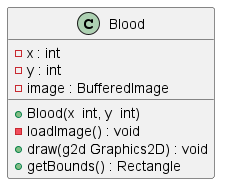 C Blood
x : int
y : int
image : BufferedImage
Blood(x  int, y  int)
loadImage() : void
draw(g2d Graphics2D) : void
getBounds() : Rectangle